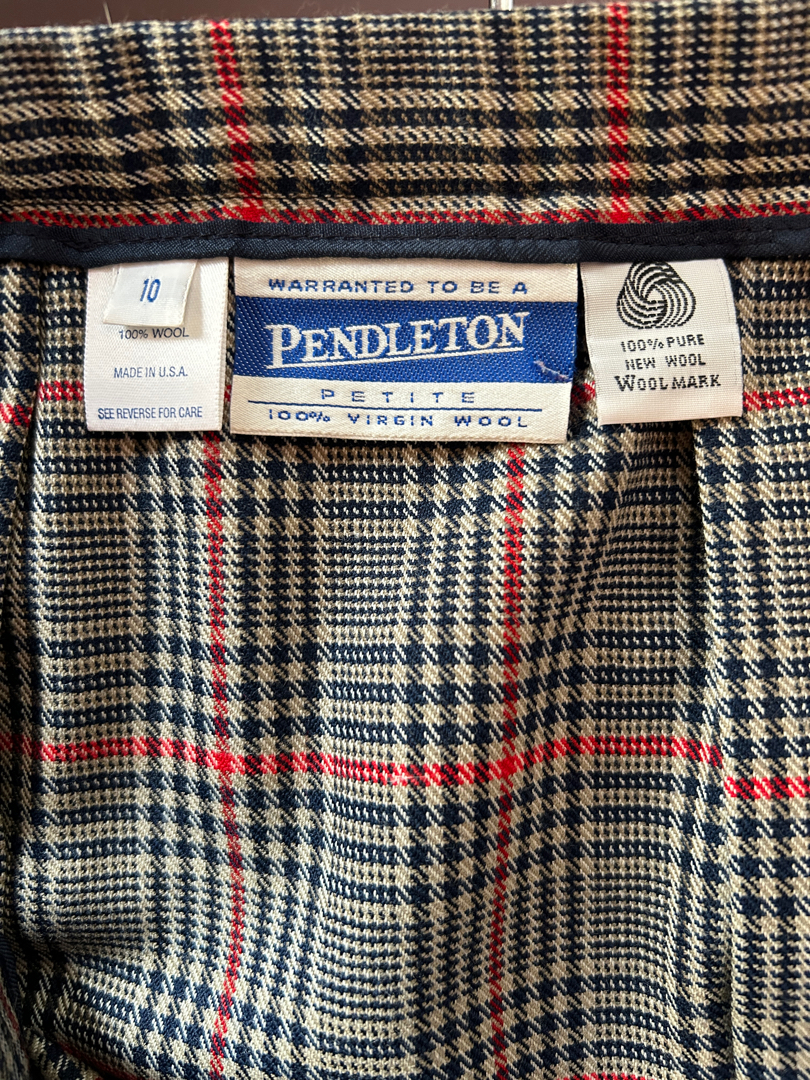 10
100% WOOL
MADE IN U.S.A.
SEE REVERSE FOR CARE
WARRANTED TO BE A
PENDLETON
PETITE
100% VIRGIN WOOL
100% PURE
NEW WOOL
WOOLMARK